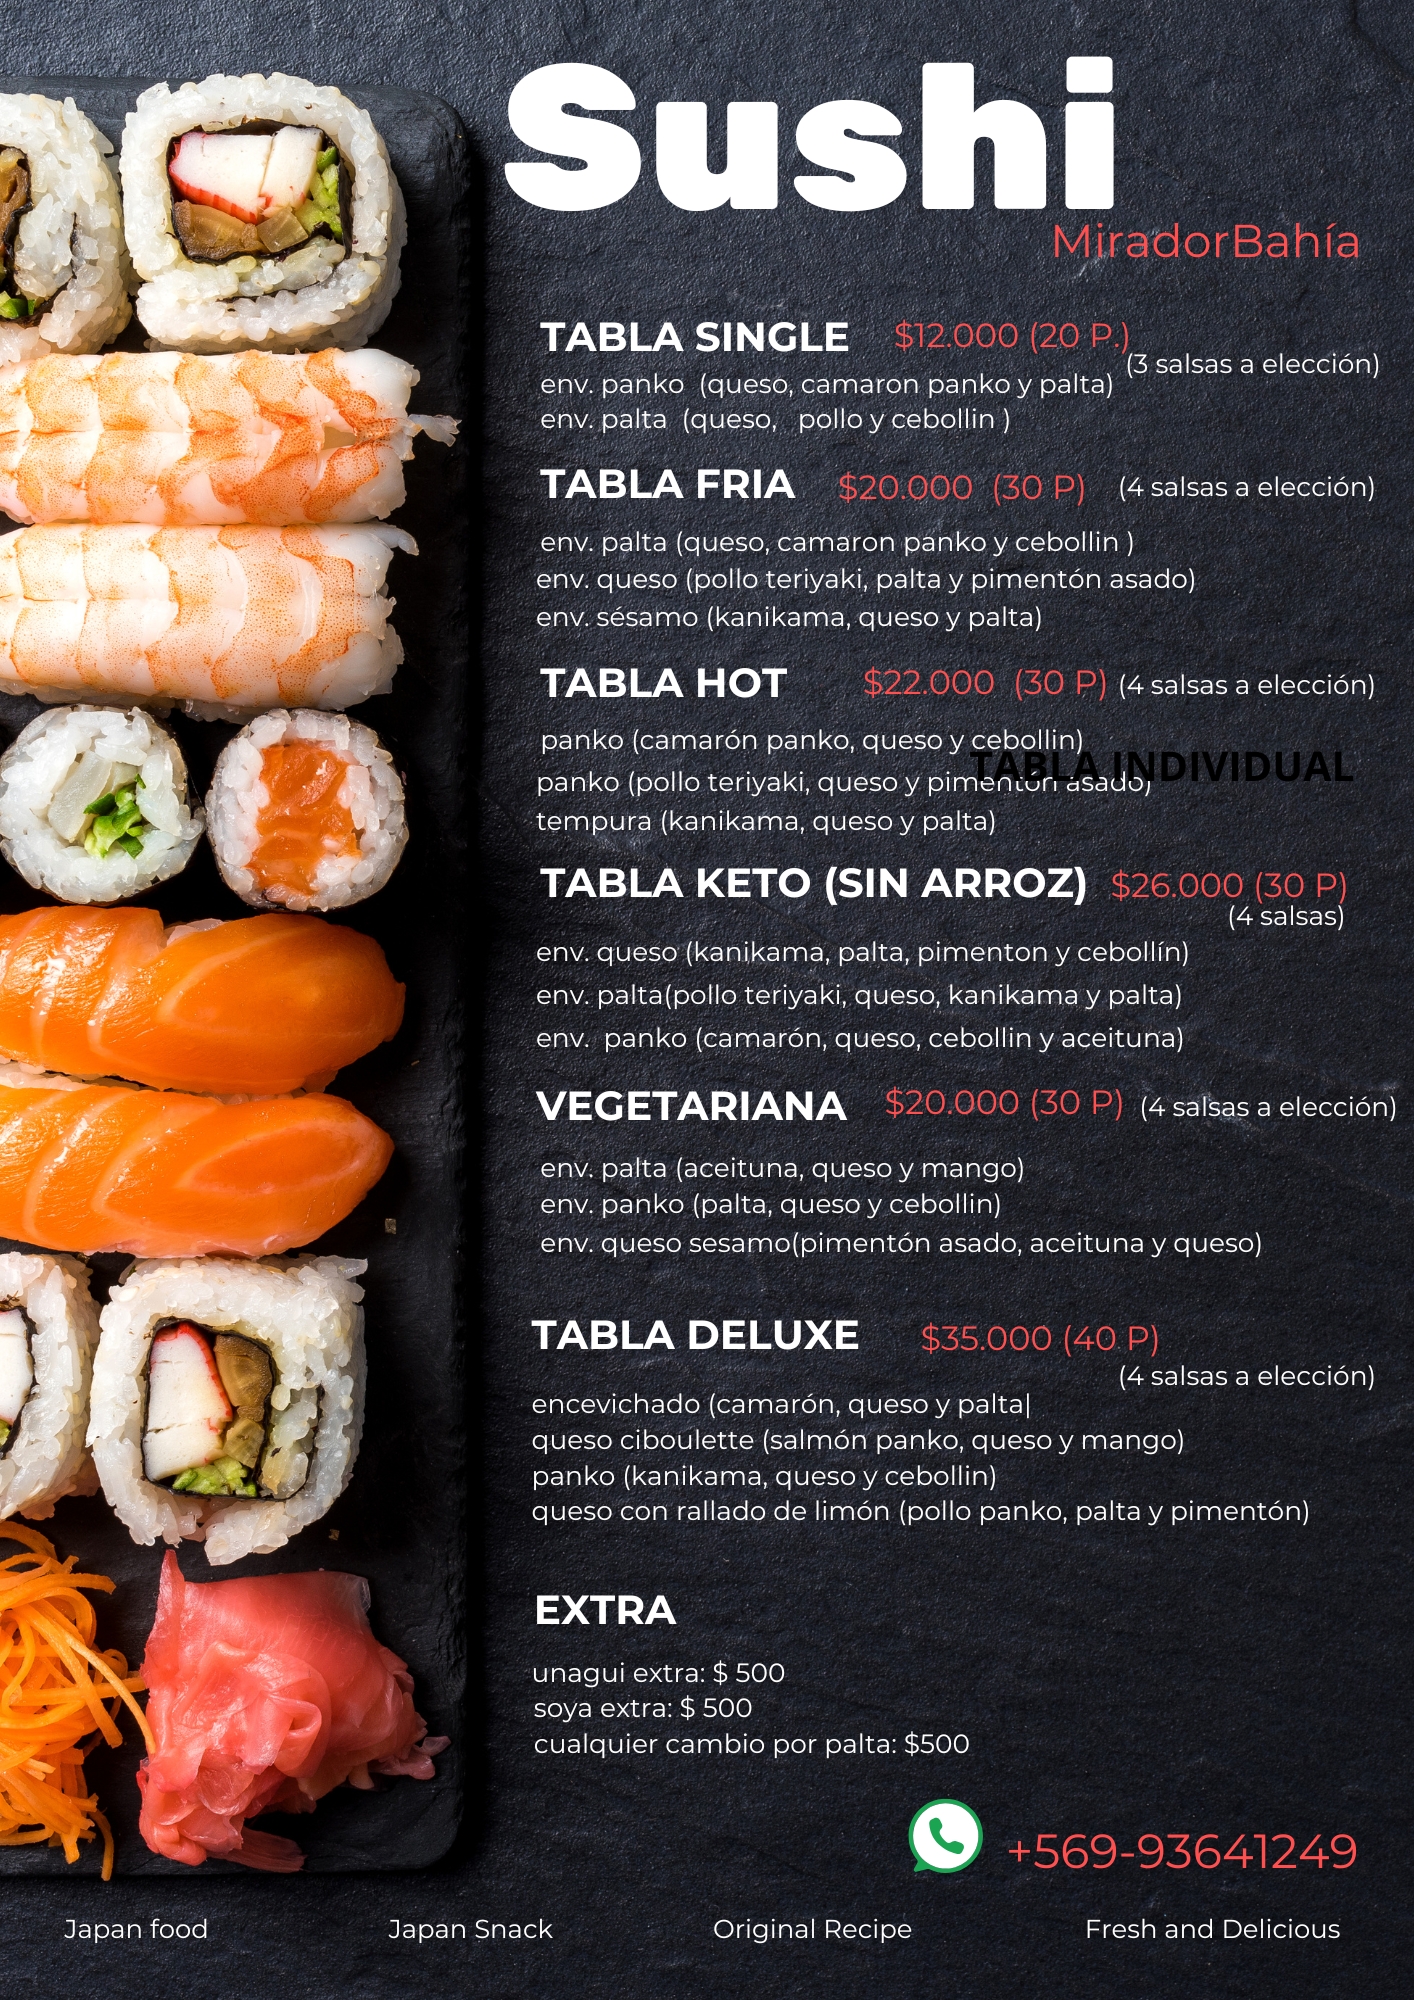 Sushi
MiradorBahía
TABLA SINGLE $12.000 (20 P.)
(3 salsas a elección)
env. panko (queso, camaron panko y palta)
env. palta (queso, pollo y cebollin )
TABLA FRIA $20.000 (30 P) (4 salsas a elección)
env. palta (queso, camaron panko y cebollin )
env. queso (pollo teriyaki, palta y pimentón asado)
env. sésamo (kanikama, queso y palta)
TABLA HOT $22.000 (30 P) (4 salsas a elección)
panko (camarón panko, queso y cebollin)
TABLA INDIVIDUAL
panko (pollo teriyaki, queso y pimentón asado)
tempura (kanikama, queso y palta)
TABLA KETO (SIN ARROZ) $26.000 (30 P)
(4 salsas)
env. queso (kanikama, palta, pimenton y cebollín)
env. palta(pollo teriyaki, queso, kanikama y palta)
env. panko (camarón, queso, cebollin y aceituna)
VEGETARIANA $20.000 (30 P) (4 salsas a elección)
env. palta (aceituna, queso y mango)
env. panko (palta, queso y cebollin)
env. queso sesamo(pimentón asado, aceituna y queso)
TABLA DELUXE $35.000 (40 P)
(4 salsas a elección)
encevichado (camarón, queso y palta|
queso ciboulette (salmón panko, queso y mango)
panko (kanikama, queso y cebollin)
queso con rallado de limón (pollo panko, palta y pimentón)
EXTRA
unagui extra: $ 500
soya extra: $ 500
cualquier cambio por palta: $500
+569-93641249
Japan food Japan Snack Original Recipe Fresh and Delicious